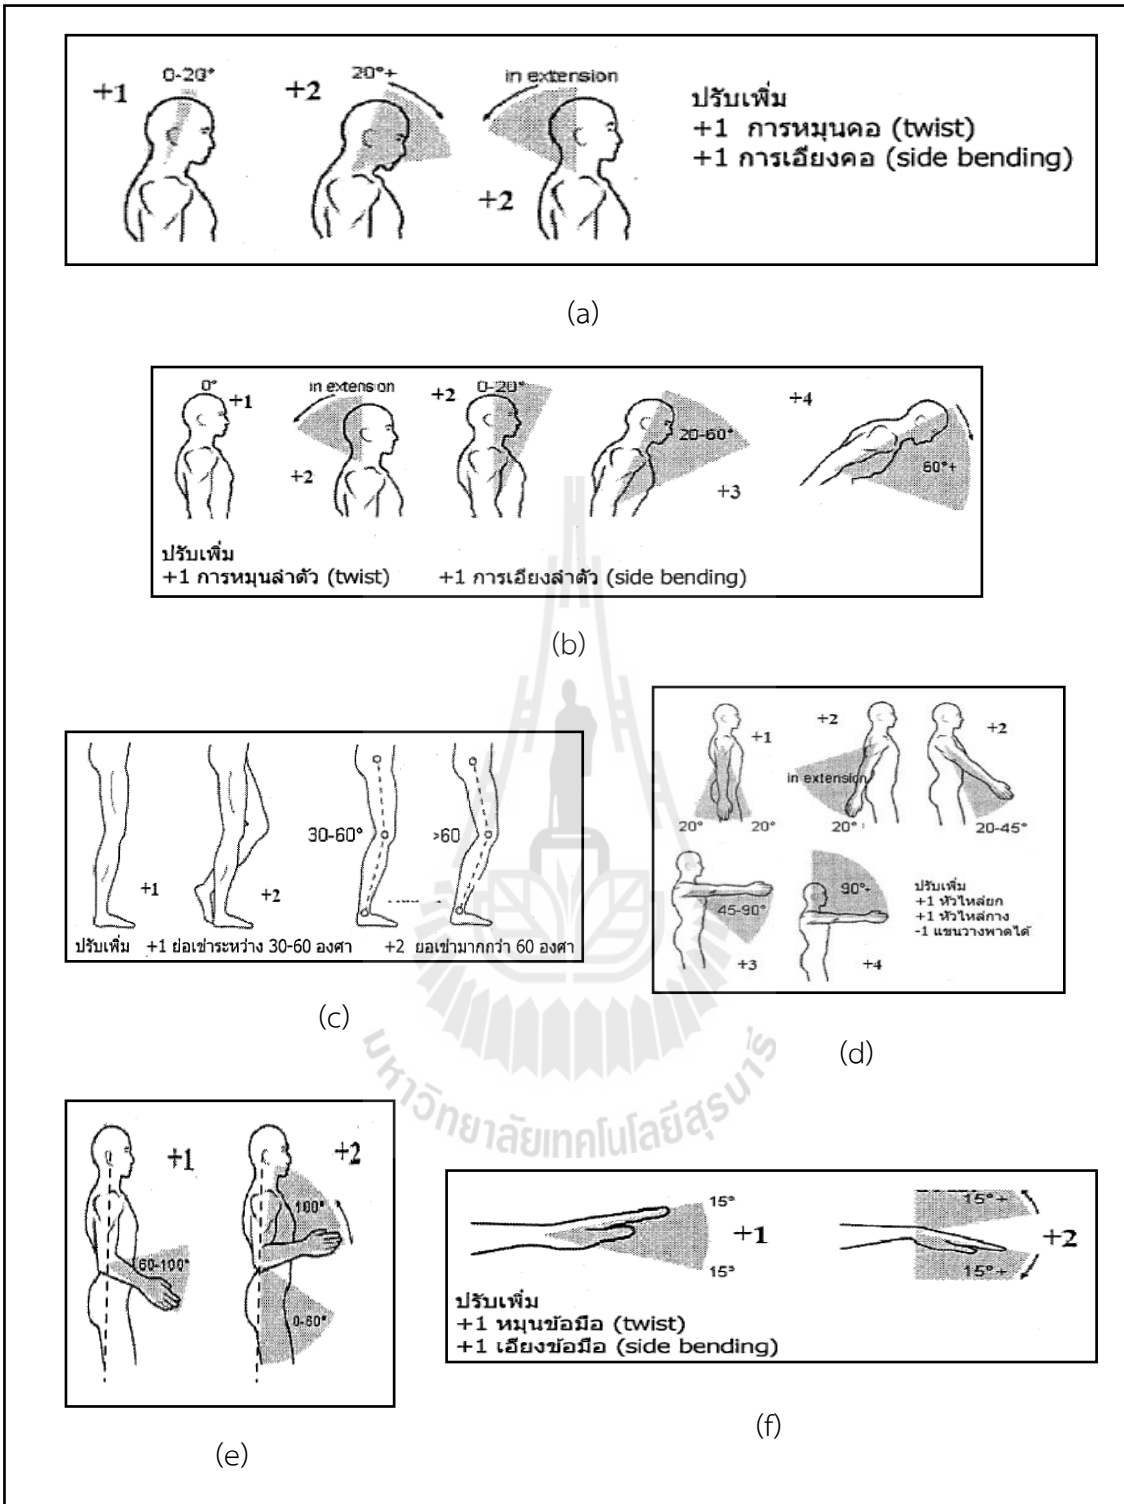 +1 0-20° +2 20°+ in extension +2
ปรับเพิ่ม
+1 การหมุนคอ (twist)
+1 การเอียงคอ (side bending)
(a)
0° +1 in extension +2 +2 0-20° 20-60° +3 +4 60°+
ปรับเพิ่ม
+1 การหมุนลำตัว (twist) +1 การเอียงลำตัว (side bending)
(b)
+1 +2 30-60° >60
ปรับเพิ่ม +1 ย่อเข่าระหว่าง 30-60 องศา +2 ยอเข่ามากกว่า 60 องศา
(c)
+1 +2 +2
in extension
20° 20° 20° 20-45°
45-90° 90°-
+3 +4
ปรับเพิ่ม
+1 หัวไหล่ยก
+1 หัวไหล่กาง
-1 แขนวางพาดได้
(d)
มหาวิทยาลัยเทคโนโลยีสุรนารี
+1 +2
100°
60-100°
0-60°
(e)
15° +1 15°+ +2
15° 15°+
ปรับเพิ่ม
+1 หมุนข้อมือ (twist)
+1 เอียงข้อมือ (side bending)
(f)